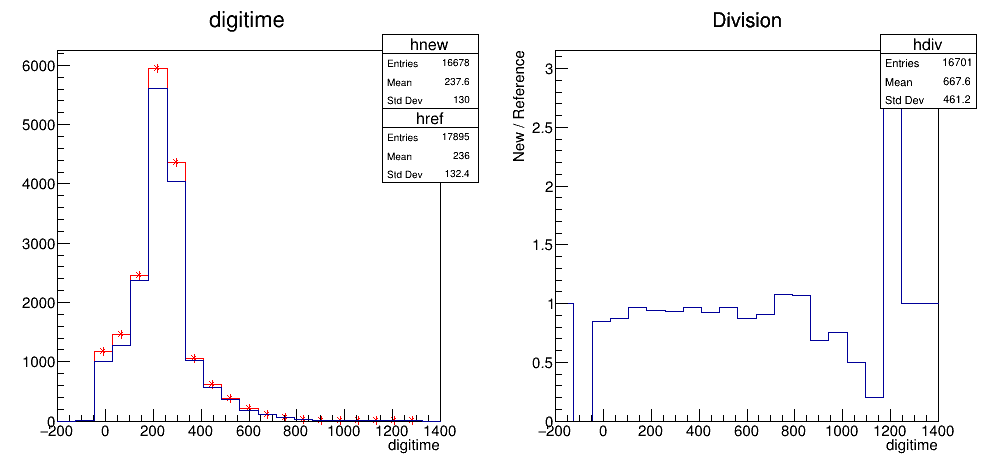 digitime
hnew
Entries 16678
Mean 237.6
Std Dev 130
href
Entries 17895
Mean 236
Std Dev 132.4
6000
5000
4000
3000
2000
1000
0
−200 0 200 400 600 800 1000 1200 1400
digitime
Division
hdiv
Entries 16701
Mean 667.6
Std Dev 461.2
New / Reference
3
2.5
2
1.5
1
0.5
0
−200 0 200 400 600 800 1000 1200 1400
digitime